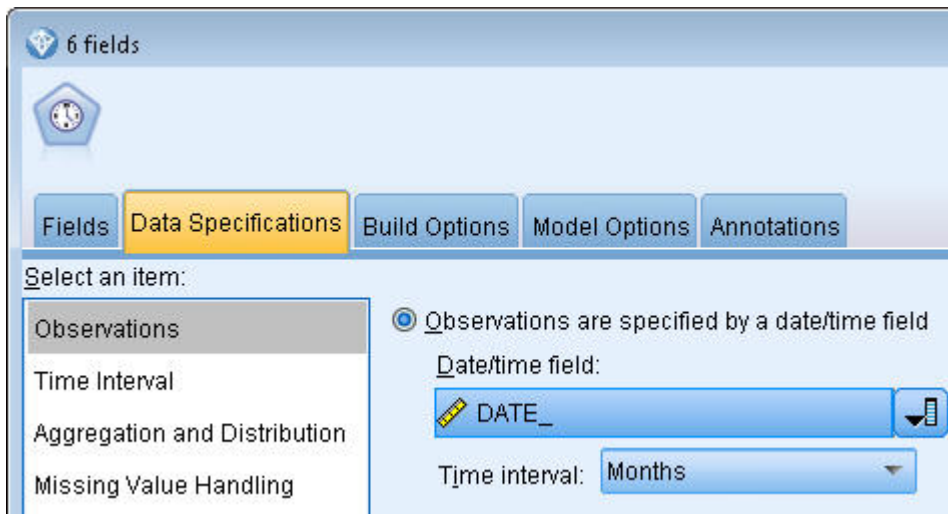 6 fields
Fields
Data Specifications
Build Options
Model Options
Annotations
Select an item:
Observations
Time Interval
Aggregation and Distribution
Missing Value Handling
Observations are specified by a date/time field
Date/time field:
DATE_
Time interval: Months